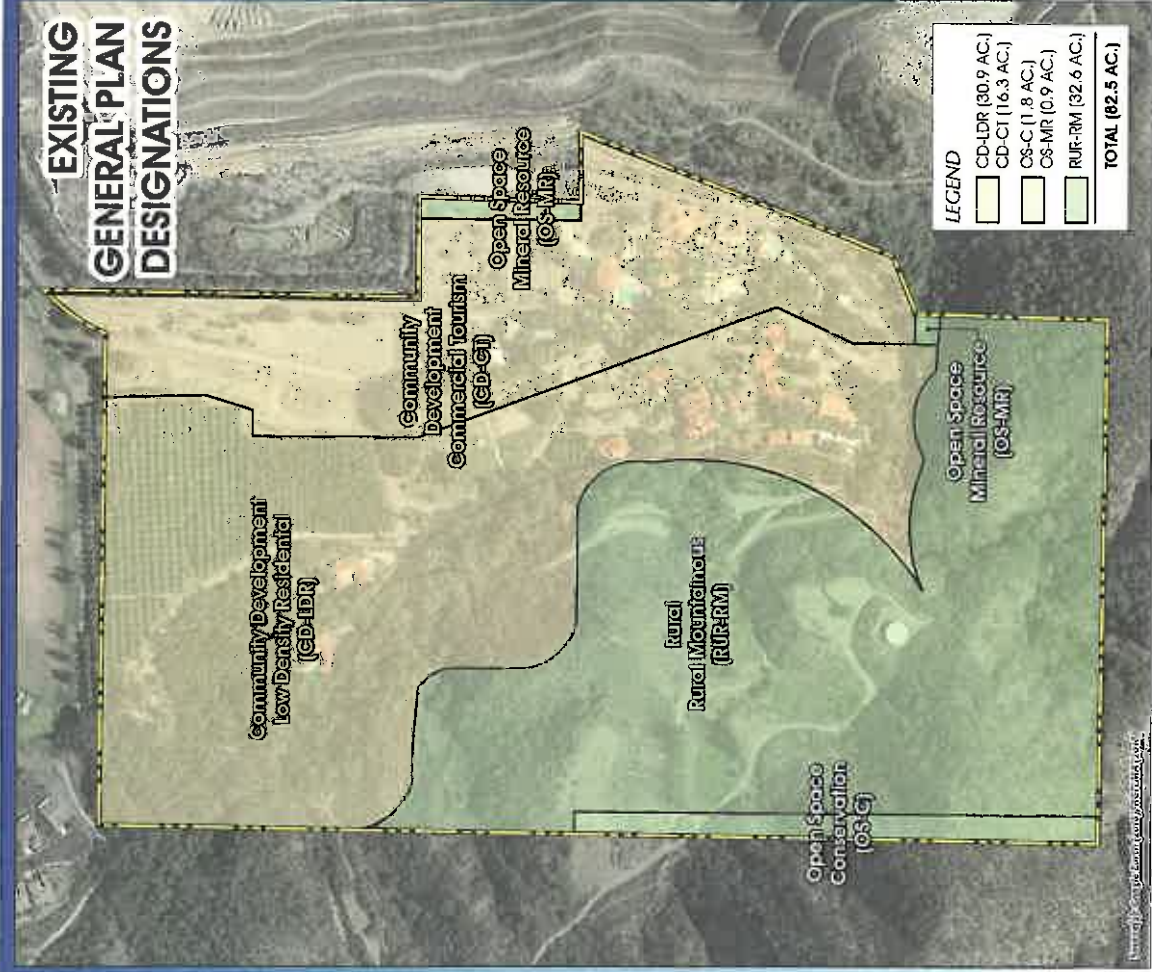 EXISTING
GENERAL PLAN
DESIGNATIONS
Open Space
Mineral Resource
(OS-MR)
Community
Development
Commercial Tourism
(CD-CT)
Community Development
Low Density Residential
(CD-LDR)
Rural
Rural Mountainous
(RUR-RM)
Open Space
Mineral Resource
(OS-MR)
Open Space
Conservation
(OS-C)
LEGEND
CD-LDR (30.9 AC.)
CD-CT (16.3 AC.)
OS-C (1.8 AC.)
OS-MR (0.9 AC.)
RUR-RM (32.6 AC.)
TOTAL (82.5 AC.)